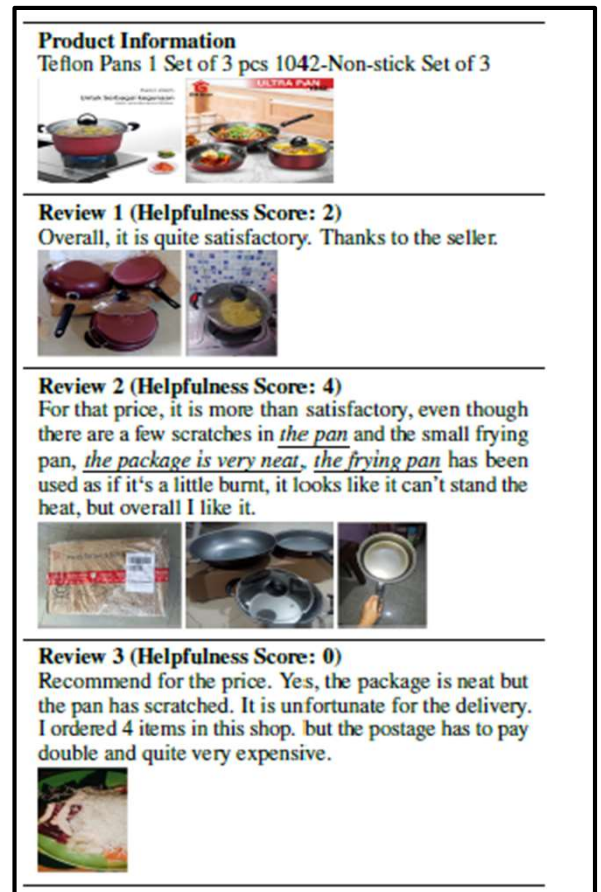 Product Information
Teflon Pans 1 Set of 3 pcs 1042-Non-stick Set of 3
Untuk berbagai kegunaan
ULTRA PAN
Review 1 (Helpfulness Score: 2)
Overall, it is quite satisfactory. Thanks to the seller.
Review 2 (Helpfulness Score: 4)
For that price, it is more than satisfactory, even though
there are a few scratches in the pan and the small frying
pan, the package is very neat, the frying pan has been
used as if it‘s a little burnt, it looks like it can’t stand the
heat, but overall I like it.
Review 3 (Helpfulness Score: 0)
Recommend for the price. Yes, the package is neat but
the pan has scratched. It is unfortunate for the delivery.
I ordered 4 items in this shop. but the postage has to pay
double and quite very expensive.